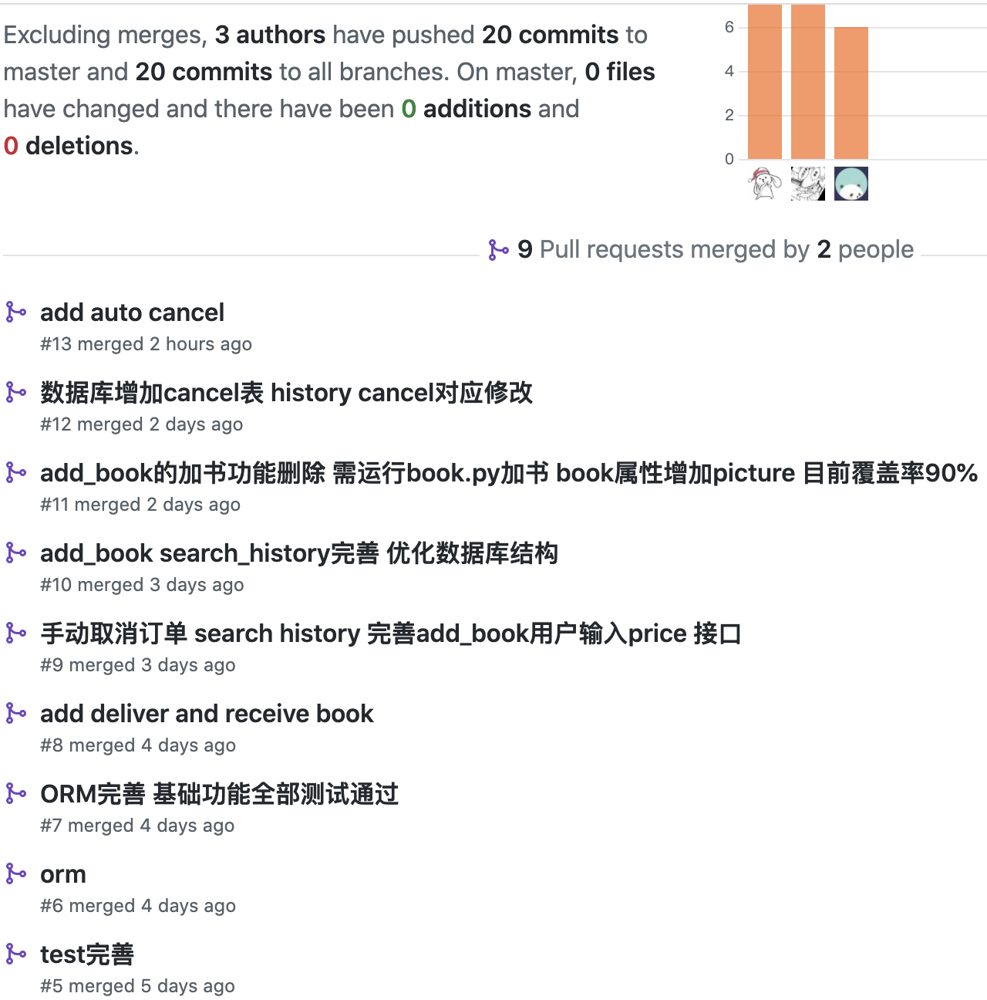 Excluding merges, 3 authors have pushed 20 commits to
master and 20 commits to all branches. On master, 0 files
have changed and there have been 0 additions and
0 deletions.
6
4
2
0
9 Pull requests merged by 2 people
add auto cancel
#13 merged 2 hours ago
数据库增加cancel表 history cancel对应修改
#12 merged 2 days ago
add_book的加书功能删除 需运行book.py加书 book属性增加picture 目前覆盖率90%
#11 merged 2 days ago
add_book search_history完善 优化数据库结构
#10 merged 3 days ago
手动取消订单 search history 完善add_book用户输入price 接口
#9 merged 3 days ago
add deliver and receive book
#8 merged 4 days ago
ORM完善 基础功能全部测试通过
#7 merged 4 days ago
orm
#6 merged 4 days ago
test完善
#5 merged 5 days ago